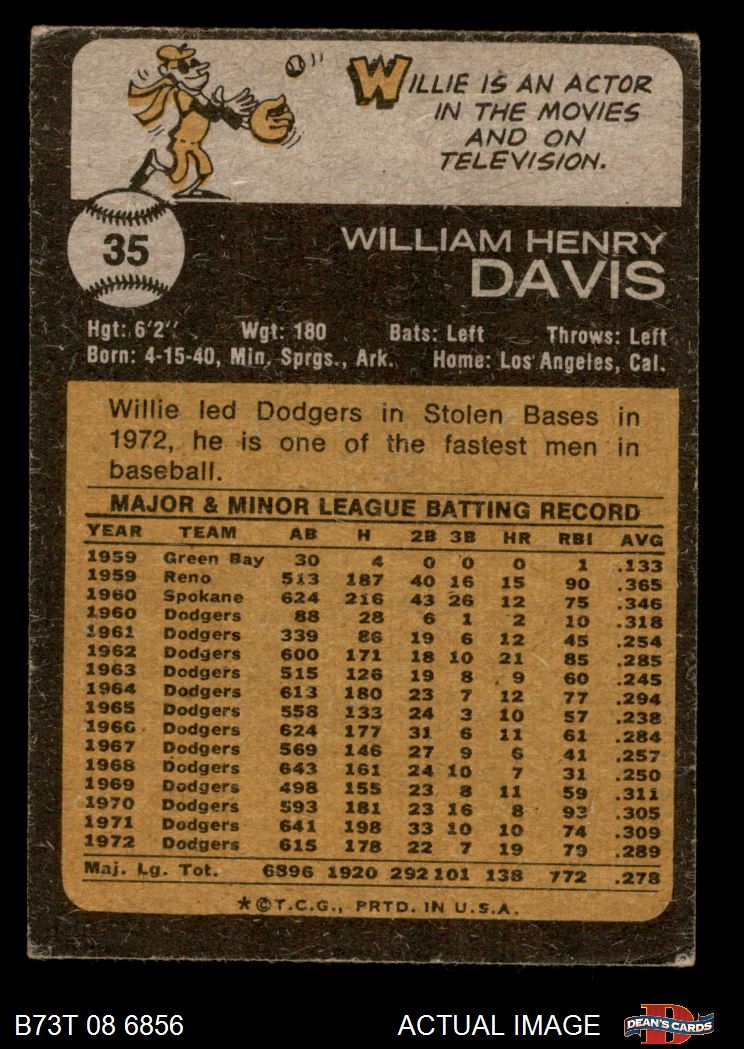 WILLIE IS AN ACTOR
IN THE MOVIES
AND ON
TELEVISION.
35
WILLIAM HENRY
DAVIS
Hgt: 6'2" Wgt: 180 Bats: Left Throws: Left
Born: 4-15-40, Min. Sprgs., Ark. Home: Los Angeles, Cal.
Willie led Dodgers in Stolen Bases in
1972, he is one of the fastest men in
baseball.
MAJOR & MINOR LEAGUE BATTING RECORD
YEAR TEAM AB H 2B 3B HR RBI AVG
1959 Green Bay 30 4 0 0 0 1 .133
1959 Reno 513 187 40 16 15 90 .365
1960 Spokane 624 216 43 26 12 75 .346
1960 Dodgers 88 28 6 1 2 10 .318
1961 Dodgers 339 86 19 6 12 45 .254
1962 Dodgers 600 171 18 10 21 85 .285
1963 Dodgers 515 126 19 8 9 60 .245
1964 Dodgers 613 180 23 7 12 77 .294
1965 Dodgers 558 133 24 3 10 57 .238
1966 Dodgers 624 177 31 6 11 61 .284
1967 Dodgers 569 146 27 9 6 41 .257
1968 Dodgers 643 161 24 10 7 31 .250
1969 Dodgers 498 155 23 8 11 59 .311
1970 Dodgers 593 181 23 16 8 93 .305
1971 Dodgers 641 198 33 10 10 74 .309
1972 Dodgers 615 178 22 7 19 79 .289
Maj. Lg. Tot. 6896 1920 292 101 138 772 .278
*©T.C.G., PRTD. IN U.S.A.
B73T 08 6856 ACTUAL IMAGE
D
DEAN'S CARDS